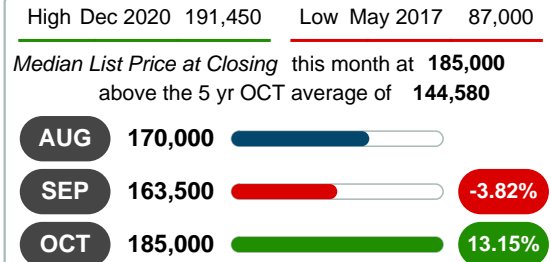 High Dec 2020 191,450 Low May 2017 87,000
Median List Price at Closing this month at 185,000
above the 5 yr OCT average of 144,580
AUG 170,000
SEP 163,500 -3.82%
OCT 185,000 13.15%